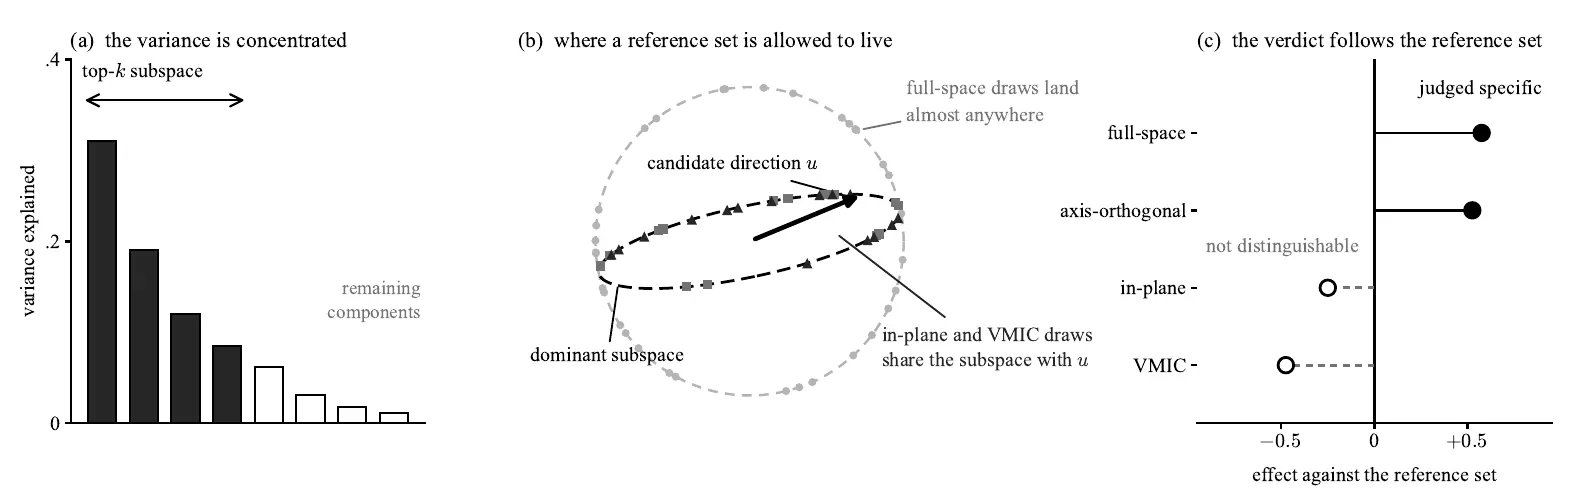 (a) the variance is concentrated
.4
top-k subspace
.2
variance explained
remaining
components
0
(b) where a reference set is allowed to live
full-space draws land
almost anywhere
candidate direction u
dominant subspace
in-plane and VMIC draws
share the subspace with u
(c) the verdict follows the reference set
judged specific
full-space
axis-orthogonal
not distinguishable
in-plane
VMIC
−0.5 0 +0.5
effect against the reference set